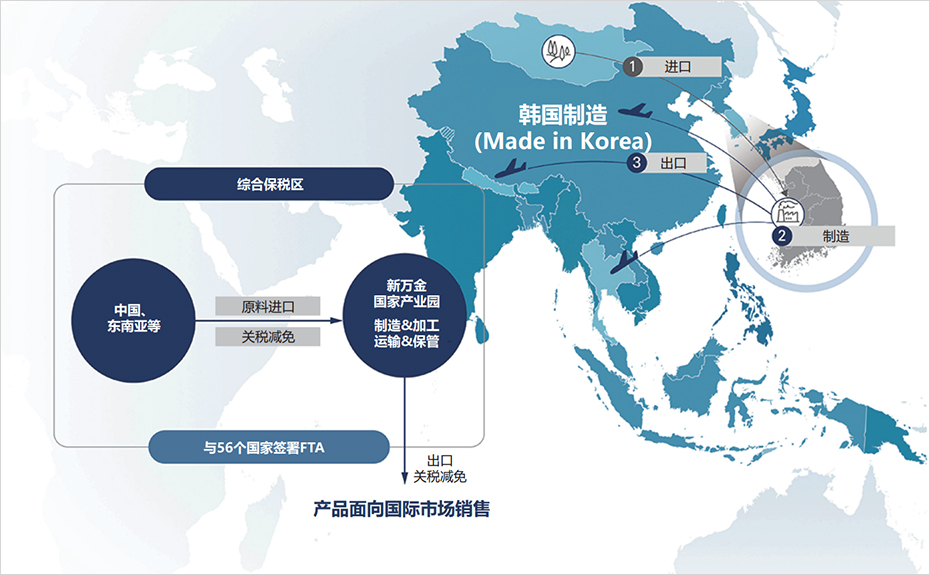 1 进口
韩国制造
(Made in Korea)
3 出口
2 制造
综合保税区
中国、
东南亚等
原料进口
关税减免
新万金
国家产业园
制造&加工
运输&保管
与56个国家签署FTA
出口
关税减免
产品面向国际市场销售